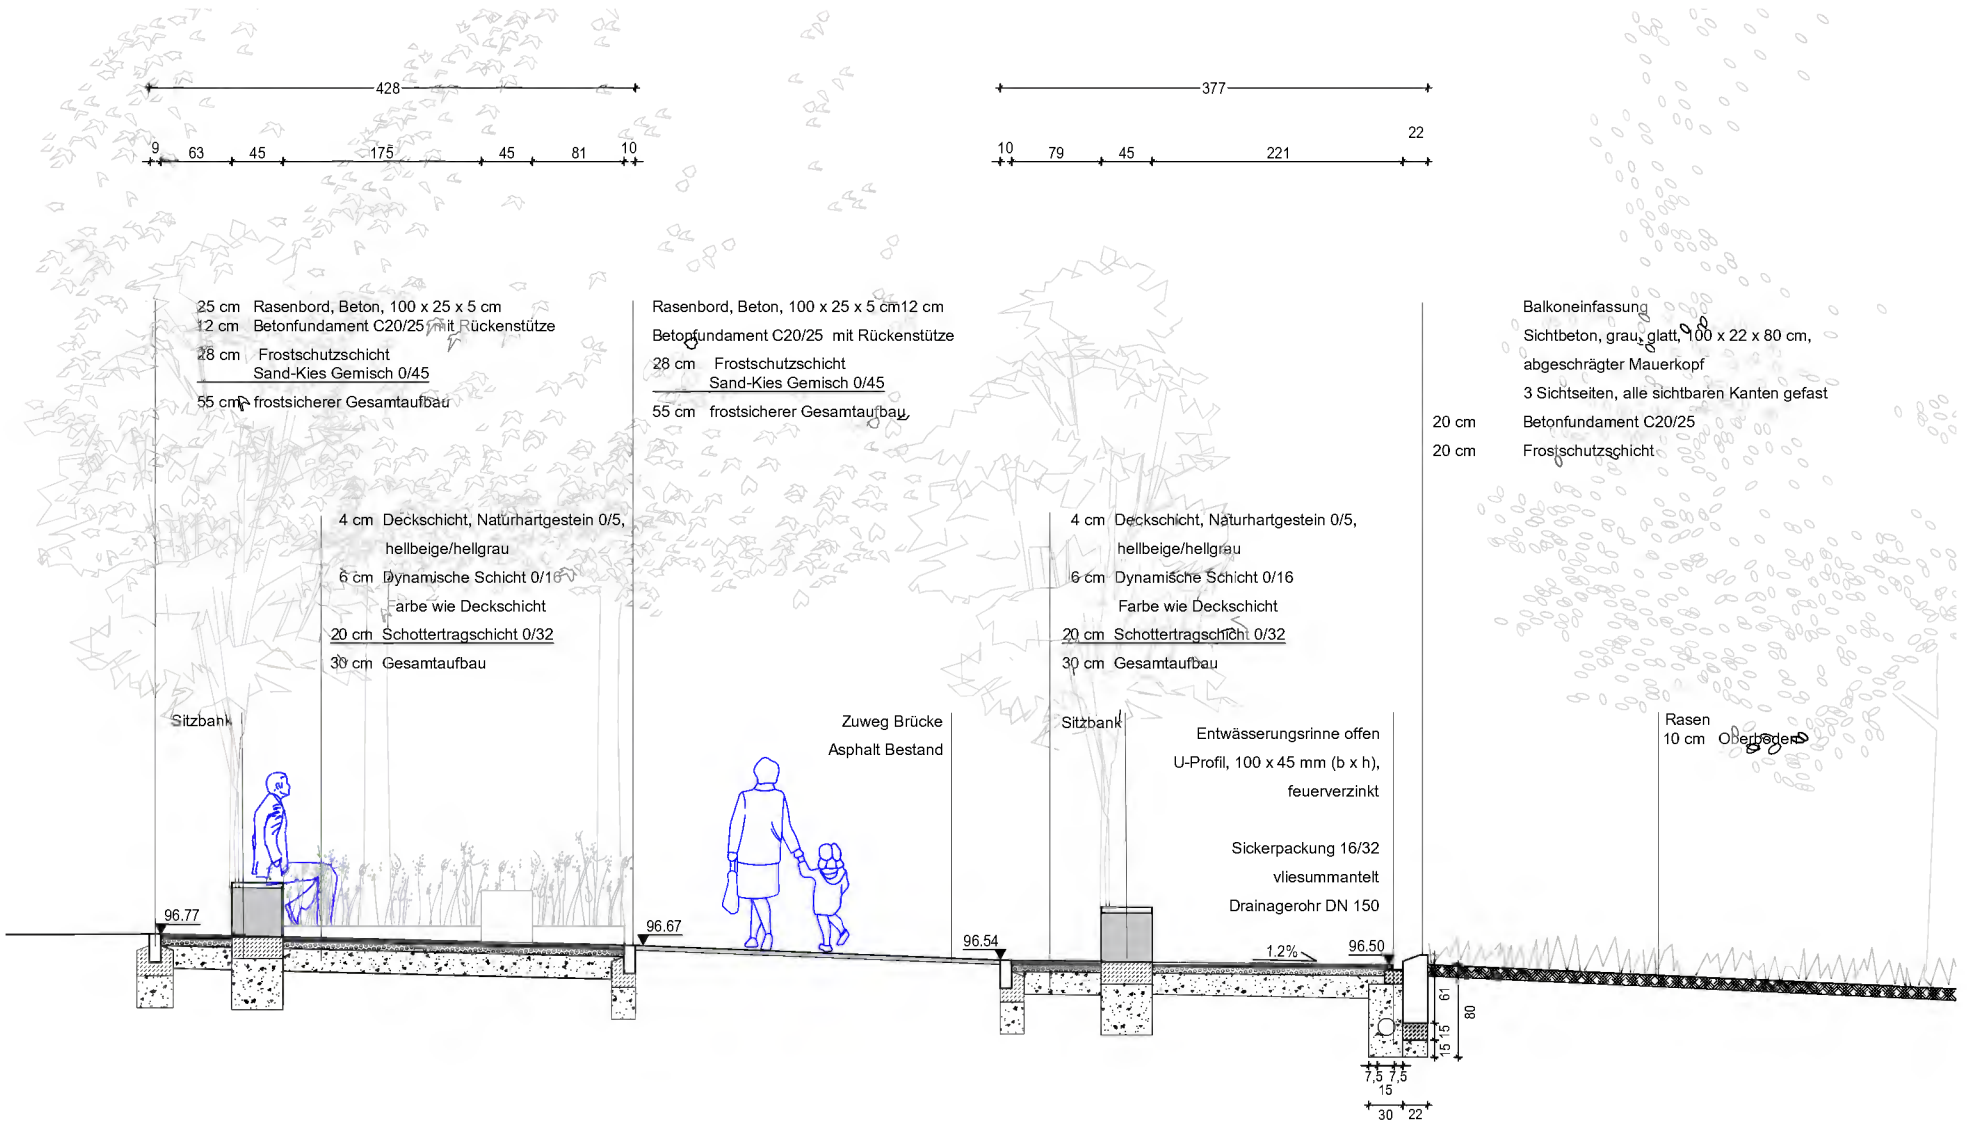 428
377
9 63 45 175 45 81 10
10 79 45 221 22
25 cm Rasenbord, Beton, 100 x 25 x 5 cm
12 cm Betonfundament C20/25 mit Rückenstütze
28 cm Frostschutzschicht
Sand-Kies Gemisch 0/45
55 cm frostsicherer Gesamtaufbau
Rasenbord, Beton, 100 x 25 x 5 cm12 cm
Betonfundament C20/25 mit Rückenstütze
28 cm Frostschutzschicht
Sand-Kies Gemisch 0/45
55 cm frostsicherer Gesamtaufbau
Balkoneinfassung
Sichtbeton, grau, glatt, 100 x 22 x 80 cm,
abgeschrägter Mauerkopf
3 Sichtseiten, alle sichtbaren Kanten gefast
20 cm Betonfundament C20/25
20 cm Frostschutzschicht
4 cm Deckschicht, Naturhartgestein 0/5,
hellbeige/hellgrau
6 cm Dynamische Schicht 0/16
Farbe wie Deckschicht
20 cm Schottertragschicht 0/32
30 cm Gesamtaufbau
4 cm Deckschicht, Naturhartgestein 0/5,
hellbeige/hellgrau
6 cm Dynamische Schicht 0/16
Farbe wie Deckschicht
20 cm Schottertragschicht 0/32
30 cm Gesamtaufbau
Sitzbank
Zuweg Brücke
Asphalt Bestand
Sitzbank
Entwässerungsrinne offen
U-Profil, 100 x 45 mm (b x h),
feuerverzinkt
Sickerpackung 16/32
vliesummantelt
Drainagerohr DN 150
Rasen
10 cm Oberboden
96.77
96.67
96.54
1.2%
96.50
61
80
15
15
7,5 7,5
15
30 22